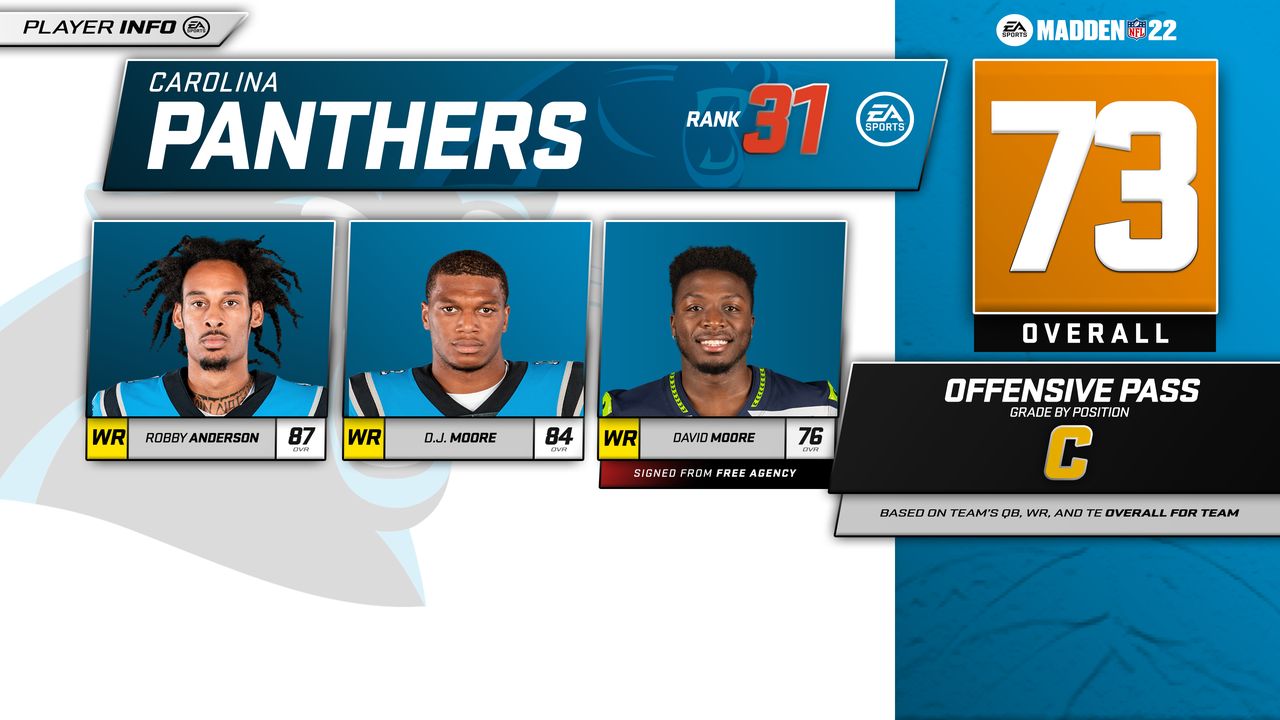 PLAYER INFO EA SPORTS
EA SPORTS MADDEN NFL 22
CAROLINA
PANTHERS
RANK 31
EA SPORTS
73
OVERALL
WR ROBBY ANDERSON 87 OVR
WR D.J. MOORE 84 OVR
WR DAVID MOORE 76 OVR
SIGNED FROM FREE AGENCY
OFFENSIVE PASS
GRADE BY POSITION
C
BASED ON TEAM'S QB, WR, AND TE OVERALL FOR TEAM